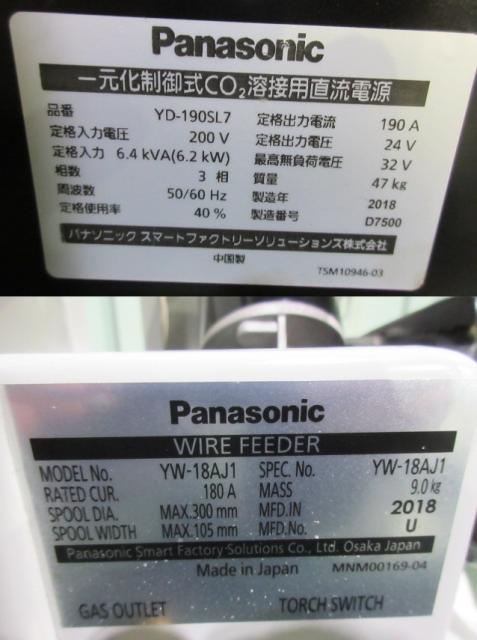 Panasonic
一元化制御式CO₂溶接用直流電源
品番 YD-190SL7 定格出力電流 190 A
定格入力電圧 200 V 定格出力電圧 24 V
定格入力 6.4 kVA(6.2 kW) 最高無負荷電圧 32 V
相数 3 相 質量 47 kg
周波数 50/60 Hz 製造年 2018
定格使用率 40 % 製造番号 D7500
パナソニック スマートファクトリーソリューションズ株式会社
中国製
TSM10946-03
Panasonic
WIRE FEEDER
MODEL No. YW-18AJ1 SPEC. No. YW-18AJ1
RATED CUR. 180 A MASS 9.0 kg
SPOOL DIA. MAX.300 mm MFD.IN 2018
SPOOL WIDTH MAX.105 mm MFD.No. U
Panasonic Smart Factory Solutions Co., Ltd. Osaka Japan
Made in Japan MNM00169-04
GAS OUTLET TORCH SWITCH